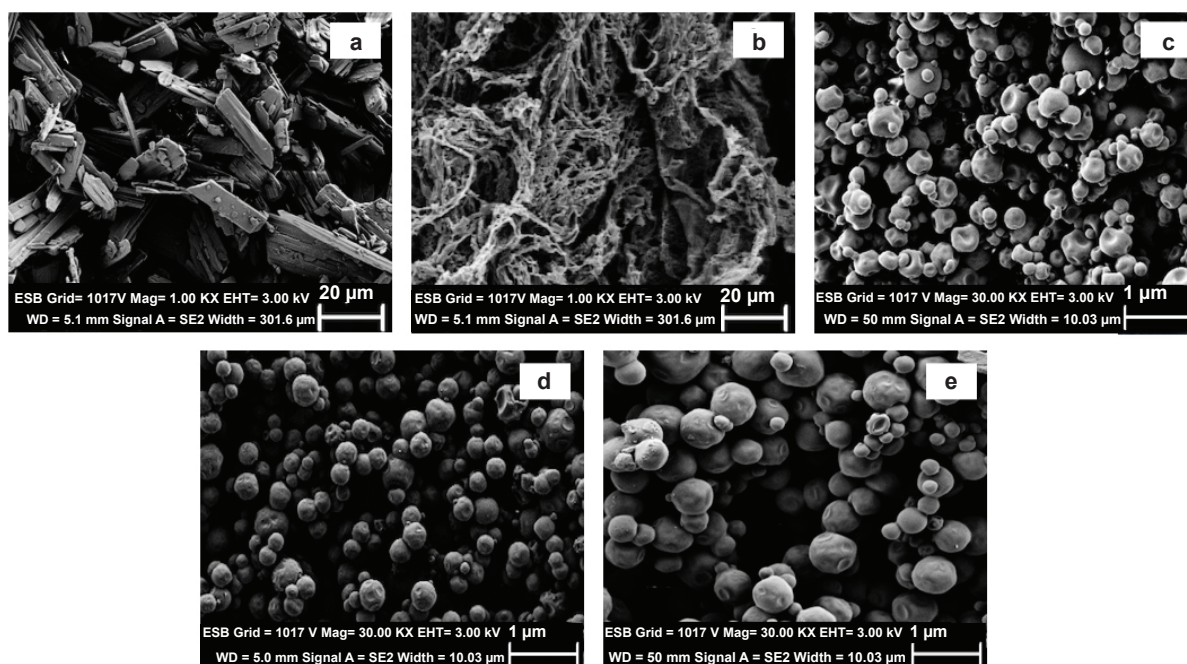 a
ESB Grid= 1017V Mag= 1.00 KX EHT= 3.00 kV 20 µm
WD = 5.1 mm Signal A = SE2 Width = 301.6 µm
b
ESB Grid = 1017V Mag= 1.00 KX EHT= 3.00 kV 20 µm
WD = 5.1 mm Signal A = SE2 Width = 301.6 µm
c
ESB Grid = 1017 V Mag= 30.00 KX EHT= 3.00 kV 1 µm
WD = 50 mm Signal A = SE2 Width = 10.03 µm
d
ESB Grid = 1017 V Mag= 30.00 KX EHT= 3.00 kV 1 µm
WD = 5.0 mm Signal A = SE2 Width = 10.03 µm
e
ESB Grid = 1017 V Mag= 30.00 KX EHT= 3.00 kV 1 µm
WD = 50 mm Signal A = SE2 Width = 10.03 µm